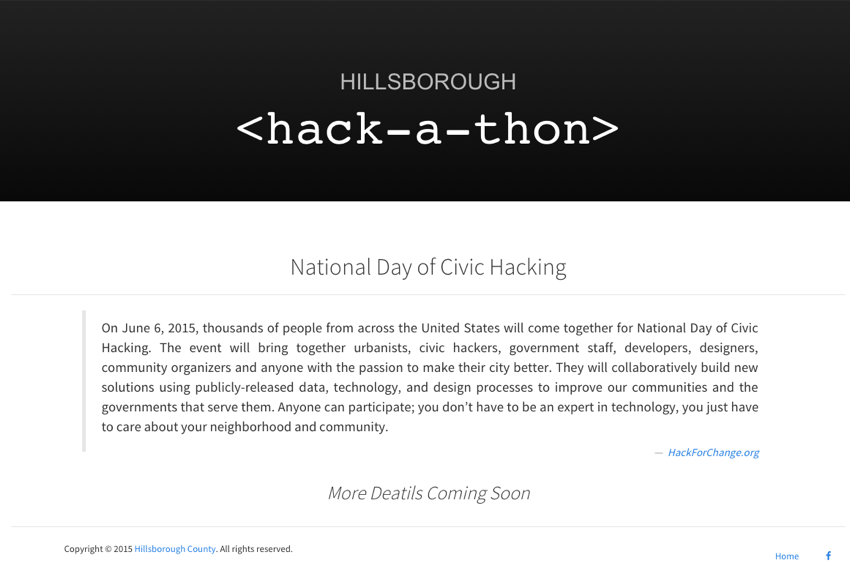 HILLSBOROUGH
<hack-a-thon>
National Day of Civic Hacking
On June 6, 2015, thousands of people from across the United States will come together for National Day of Civic
Hacking. The event will bring together urbanists, civic hackers, government staff, developers, designers,
community organizers and anyone with the passion to make their city better. They will collaboratively build new
solutions using publicly-released data, technology, and design processes to improve our communities and the
governments that serve them. Anyone can participate; you don’t have to be an expert in technology, you just have
to care about your neighborhood and community.
— HackForChange.org
More Deatils Coming Soon
Copyright © 2015 Hillsborough County. All rights reserved.
Home